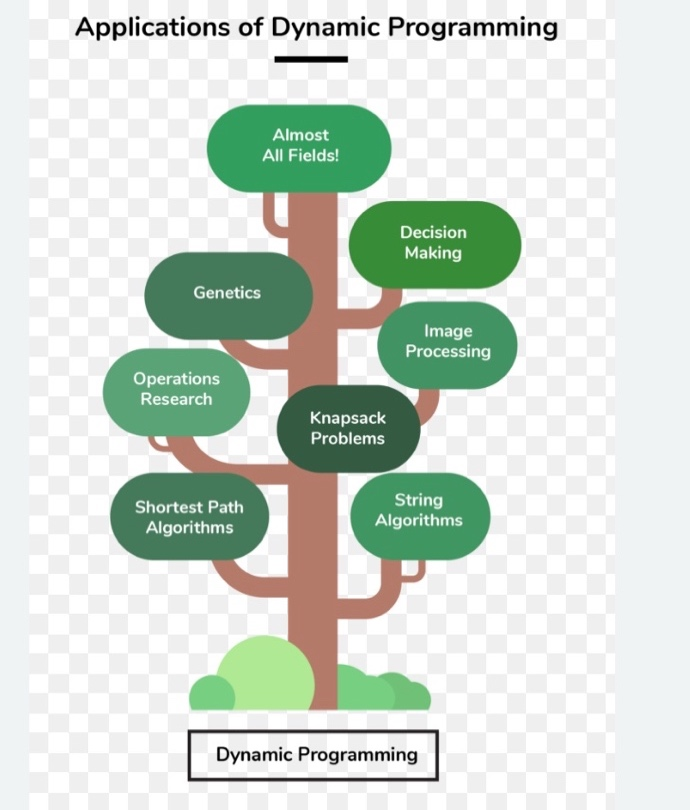 Applications of Dynamic Programming
Almost
All Fields!
Decision
Making
Genetics
Image
Processing
Operations
Research
Knapsack
Problems
Shortest Path
Algorithms
String
Algorithms
Dynamic Programming